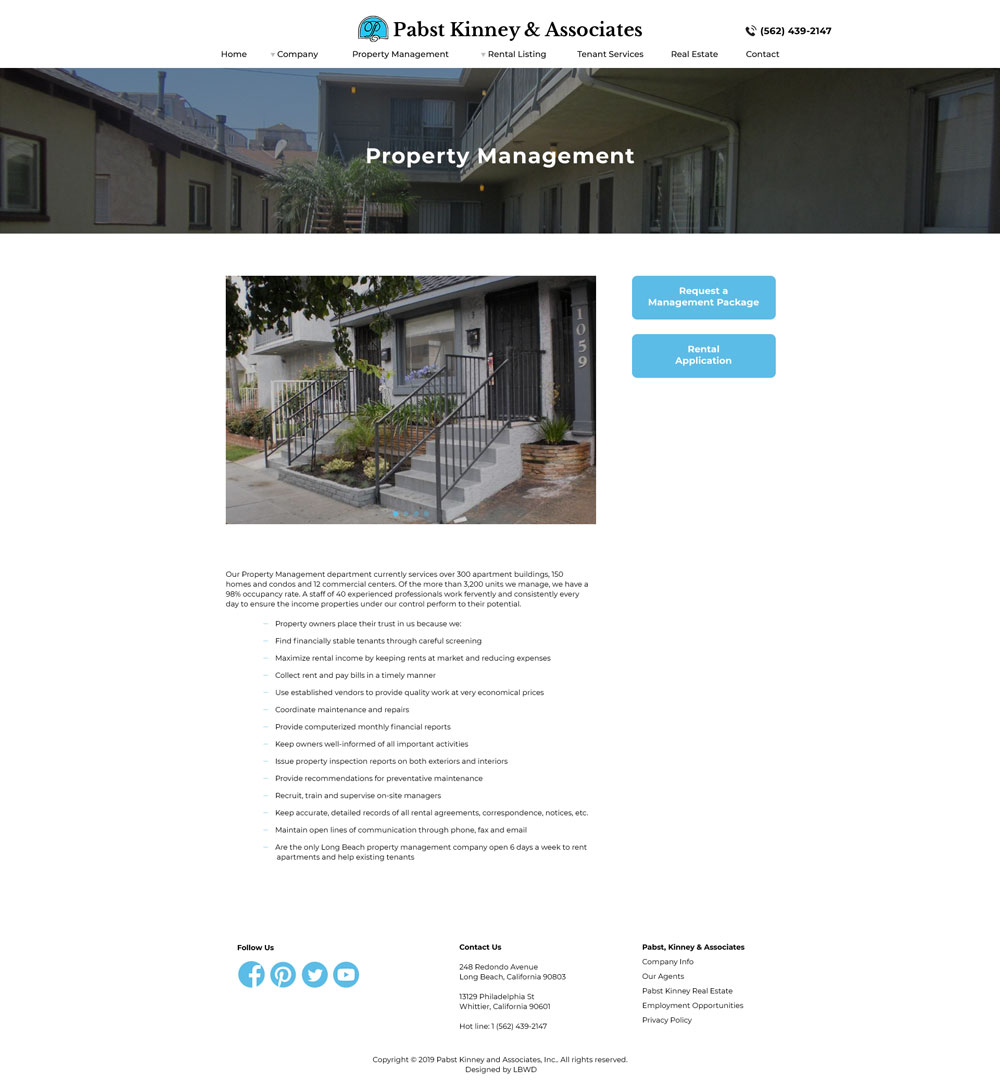 Pabst Kinney & Associates
(562) 439-2147
Home Company Property Management Rental Listing Tenant Services Real Estate Contact
Property Management
1059
Request a
Management Package
Rental
Application
Our Property Management department currently services over 300 apartment buildings, 150
homes and condos and 12 commercial centers. Of the more than 3,200 units we manage, we have a
98% occupancy rate. A staff of 40 experienced professionals work fervently and consistently every
day to ensure the income properties under our control perform to their potential.
Property owners place their trust in us because we:
Find financially stable tenants through careful screening
Maximize rental income by keeping rents at market and reducing expenses
Collect rent and pay bills in a timely manner
Use established vendors to provide quality work at very economical prices
Coordinate maintenance and repairs
Provide computerized monthly financial reports
Keep owners well-informed of all important activities
Issue property inspection reports on both exteriors and interiors
Provide recommendations for preventative maintenance
Recruit, train and supervise on-site managers
Keep accurate, detailed records of all rental agreements, correspondence, notices, etc.
Maintain open lines of communication through phone, fax and email
Are the only Long Beach property management company open 6 days a week to rent
apartments and help existing tenants
Follow Us
Contact Us
248 Redondo Avenue
Long Beach, California 90803
13129 Philadelphia St
Whittier, California 90601
Hot line: 1 (562) 439-2147
Pabst, Kinney & Associates
Company Info
Our Agents
Pabst Kinney Real Estate
Employment Opportunities
Privacy Policy
Copyright © 2019 Pabst Kinney and Associates, Inc.. All rights reserved.
Designed by LBWD